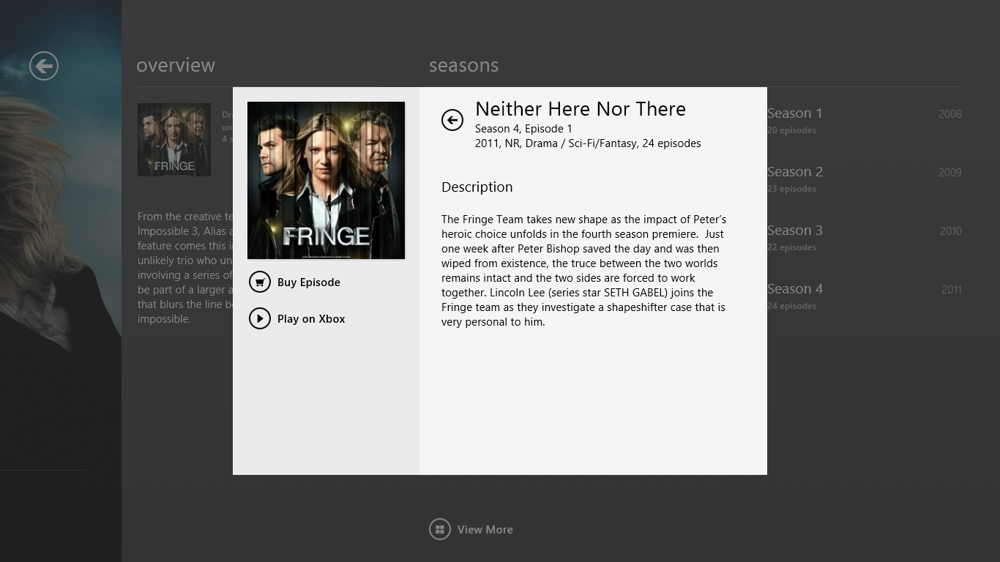 overview
seasons
Dra
un
4 s
FRINGE
From the creative te
Impossible 3, Alias a
feature comes this i
unlikely trio who un
involving a series of
be part of a larger a
that blurs the line b
impossible.
FRINGE
Buy Episode
Play on Xbox
Neither Here Nor There
Season 4, Episode 1
2011, NR, Drama / Sci-Fi/Fantasy, 24 episodes
Description
The Fringe Team takes new shape as the impact of Peter’s
heroic choice unfolds in the fourth season premiere.  Just
one week after Peter Bishop saved the day and was then
wiped from existence, the truce between the two worlds
remains intact and the two sides are forced to work
together. Lincoln Lee (series star SETH GABEL) joins the
Fringe team as they investigate a shapeshifter case that is
very personal to him.
Season 1 2008
20 episodes
Season 2 2009
23 episodes
Season 3 2010
22 episodes
Season 4 2011
24 episodes
View More